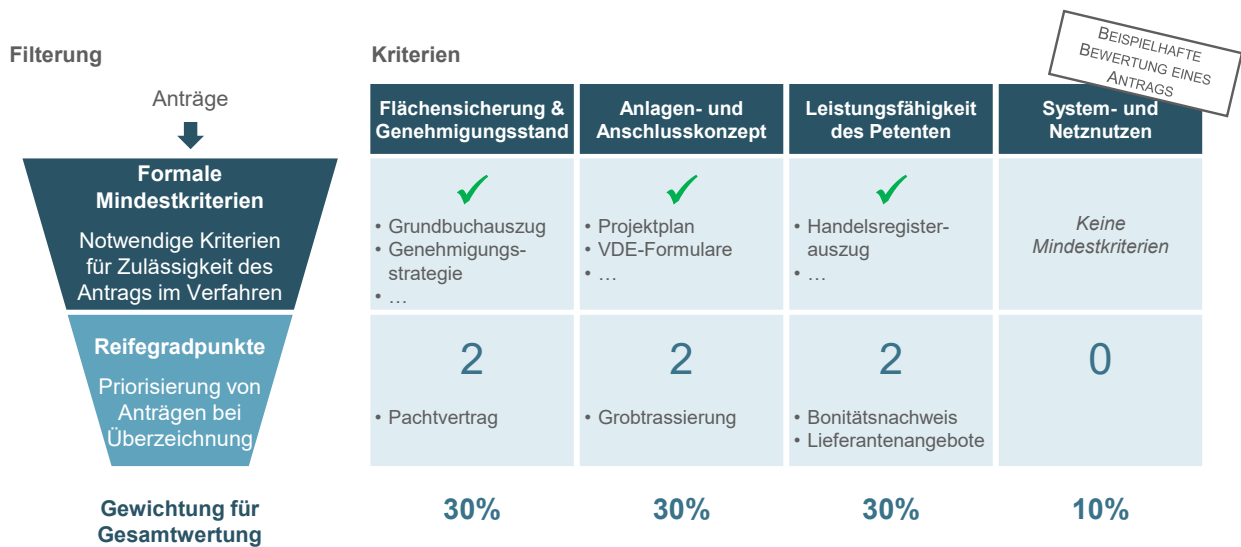 Filterung
Kriterien
BEISPIELHAFTE
BEWERTUNG EINES
ANTRAGS
Anträge
Flächensicherung &
Genehmigungsstand
Anlagen- und
Anschlusskonzept
Leistungsfähigkeit
des Petenten
System- und
Netznutzen
Formale
Mindestkriterien
Notwendige Kriterien
für Zulässigkeit des
Antrags im Verfahren
• Grundbuchauszug
• Genehmigungs-
strategie
• …
• Projektplan
• VDE-Formulare
• …
• Handelsregister-
auszug
• …
Keine
Mindestkriterien
Reifegradpunkte
Priorisierung von
Anträgen bei
Überzeichnung
2
• Pachtvertrag
2
• Grobtrassierung
2
• Bonitätsnachweis
• Lieferantenangebote
0
Gewichtung für
Gesamtwertung
30%
30%
30%
10%